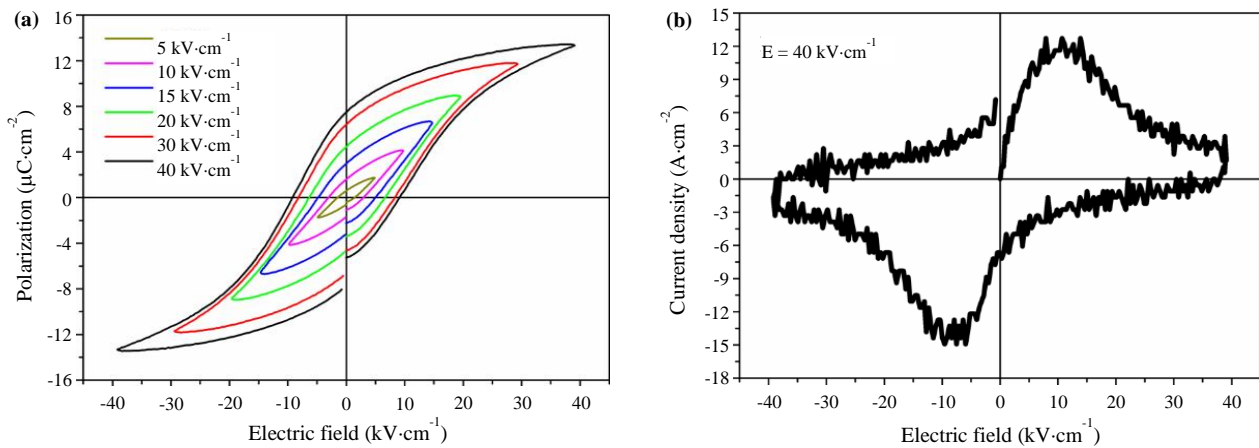 (a)
16
12
8
4
0
-4
-8
-12
-16
Polarization (μC·cm⁻²)
5 kV·cm⁻¹
10 kV·cm⁻¹
15 kV·cm⁻¹
20 kV·cm⁻¹
30 kV·cm⁻¹
40 kV·cm⁻¹
-40 -30 -20 -10 0 10 20 30 40
Electric field (kV·cm⁻¹)
(b)
15
12
9
6
3
0
-3
-6
-9
-12
-15
-18
Current density (A·cm⁻²)
E = 40 kV·cm⁻¹
-40 -30 -20 -10 0 10 20 30 40
Electric field (kV·cm⁻¹)